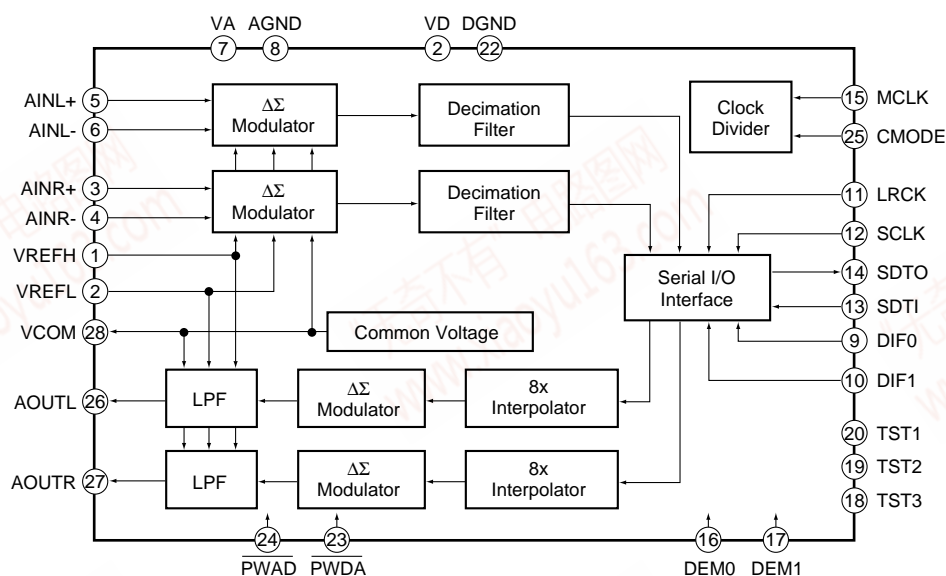 VA AGND VD DGND
7 8 2 22
AINL+ 5
AINL- 6
ΔΣ
Modulator
Decimation
Filter
Clock
Divider
15 MCLK
25 CMODE
AINR+ 3
AINR- 4
ΔΣ
Modulator
Decimation
Filter
11 LRCK
12 SCLK
VREFH 1
VREFL 2
Serial I/O
Interface
14 SDTO
13 SDTI
VCOM 28
Common Voltage
9 DIF0
10 DIF1
AOUTL 26
LPF
ΔΣ
Modulator
8x
Interpolator
20 TST1
19 TST2
18 TST3
AOUTR 27
LPF
ΔΣ
Modulator
8x
Interpolator
24 23 16 17
PWAD PWDA DEM0 DEM1